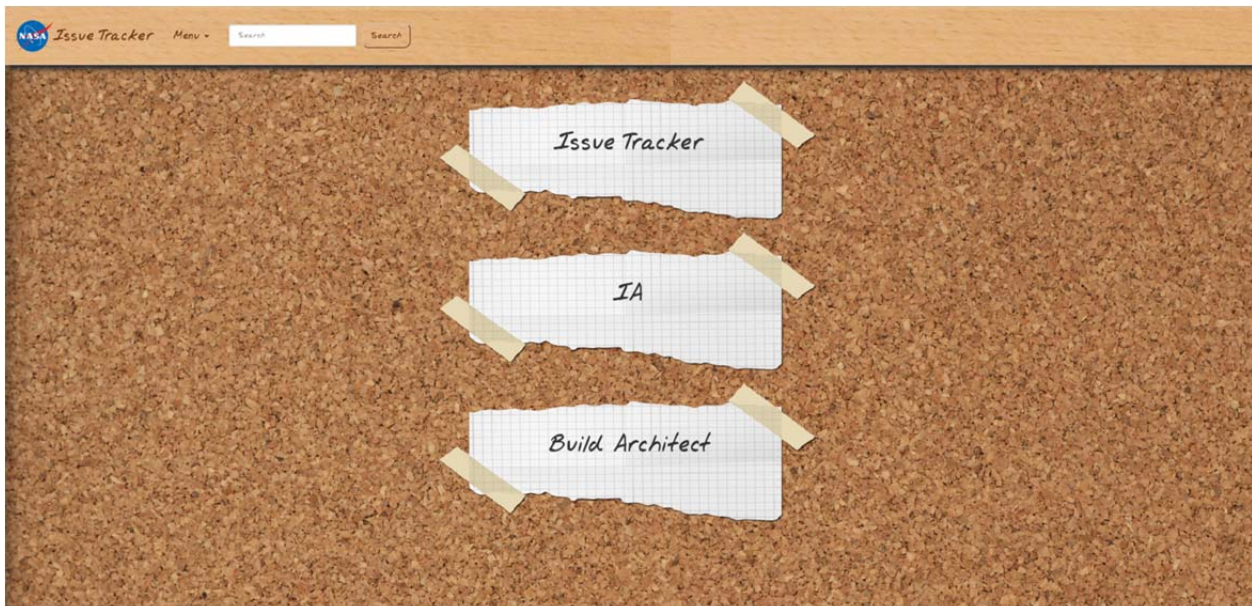 NASA Issue Tracker Menu Search Search
Issue Tracker
IA
Build Architect